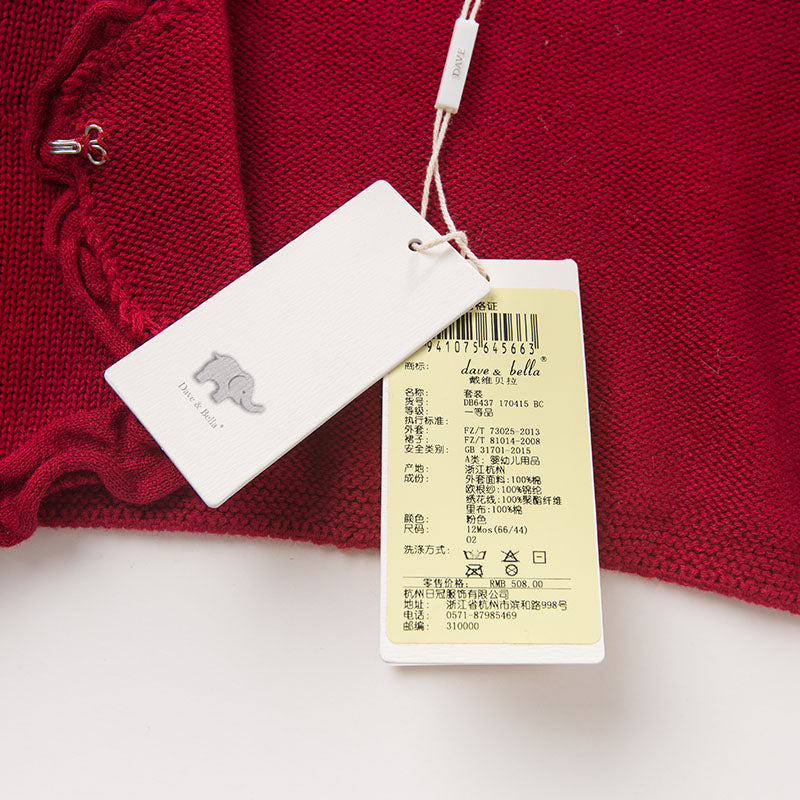 DAVE
Dave & Bella®
格证
941075645663
商标:
dave & bella®
戴维贝拉
名称: 套装
货号: DB6437 170415 BC
等级: 一等品
执行标准:
外套: FZ/T 73025-2013
裙子: FZ/T 81014-2008
安全类别: GB 31701-2015
A类: 婴幼儿用品
产地: 浙江杭州
成份: 外套面料:100%棉
欧根纱:100%锦纶
绣花线:100%聚酯纤维
里布:100%棉
颜色: 粉色
尺码: 12Mos(66/44)
02
洗涤方式:
零售价格: RMB 508.00
杭州日冠服饰有限公司
地址: 浙江省杭州市滨和路998号
电话: 0571-87985469
邮编: 310000